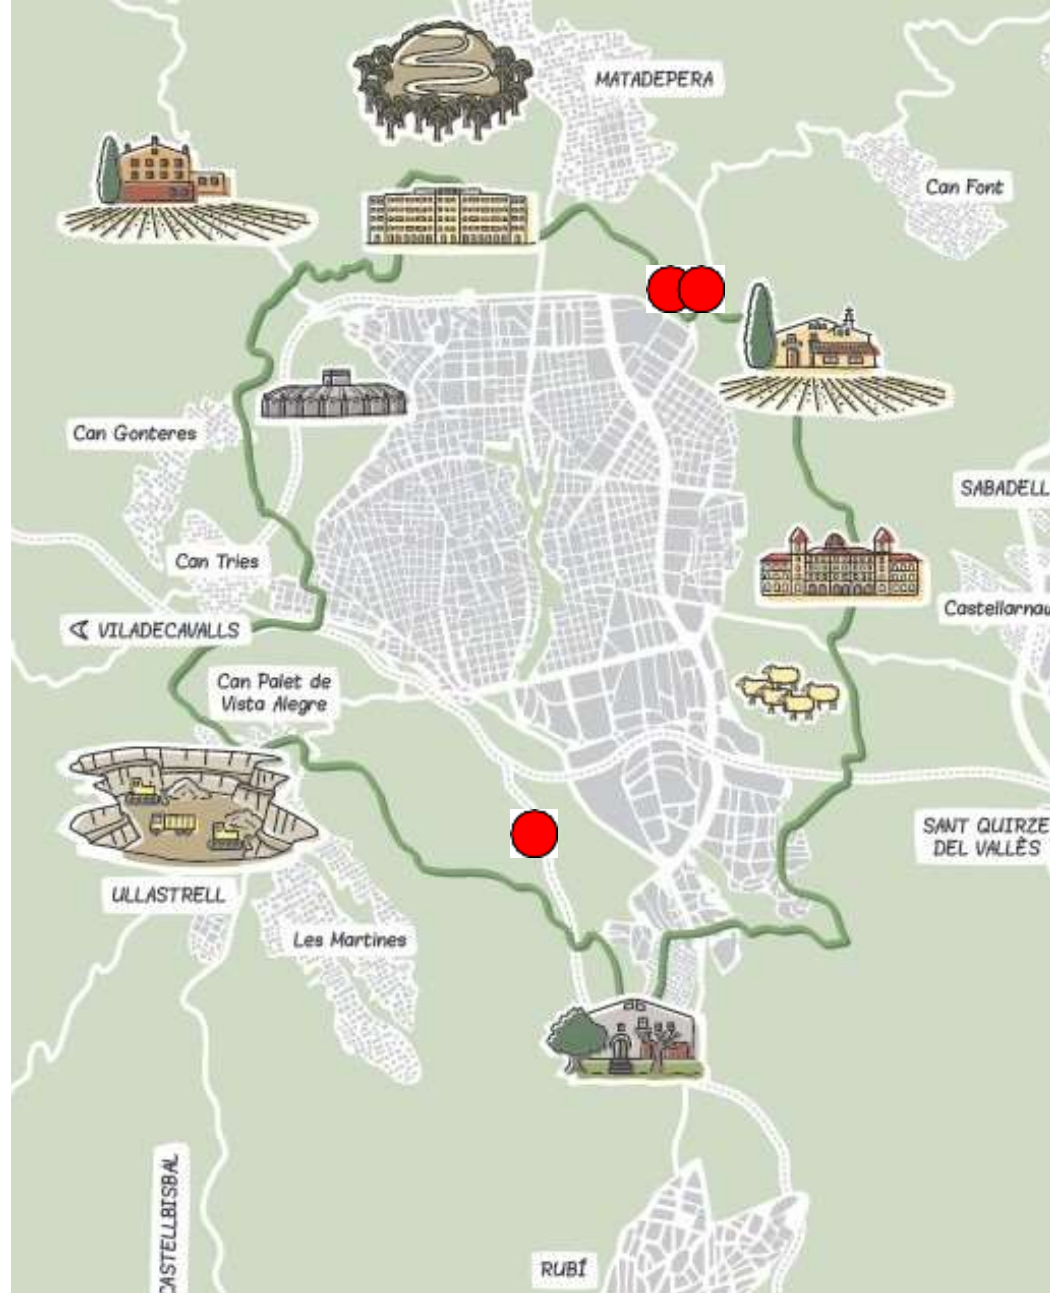 MATADEPERA
Can Font
Can Gonteres
SABADELL
Can Tries
Castellarnau
VILADECAVALLS
Can Palet de
Vista Alegre
SANT QUIRZE
DEL VALLÈS
ULLASTRELL
Les Martines
CASTELLBISBAL
RUBÍ